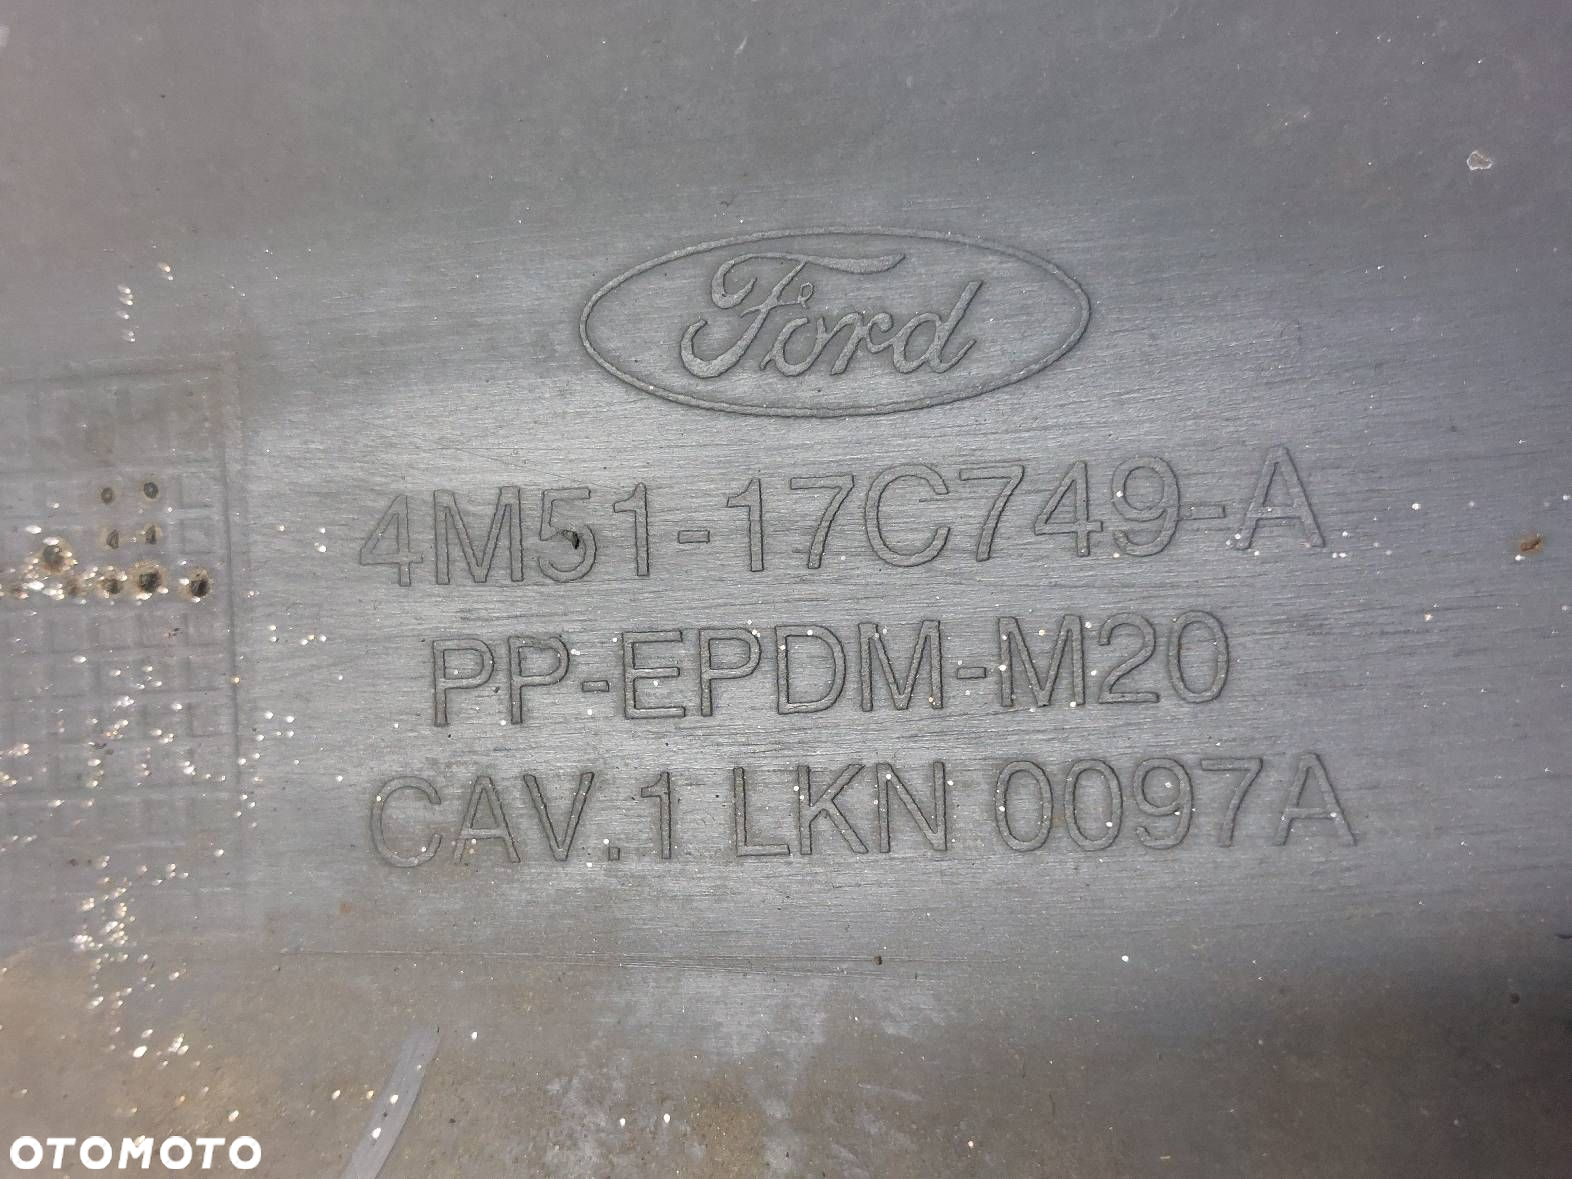 Ford
4M51-17C749-A
PP-EPDM-M20
CAV.1 LKN 0097A
OTOMOTO